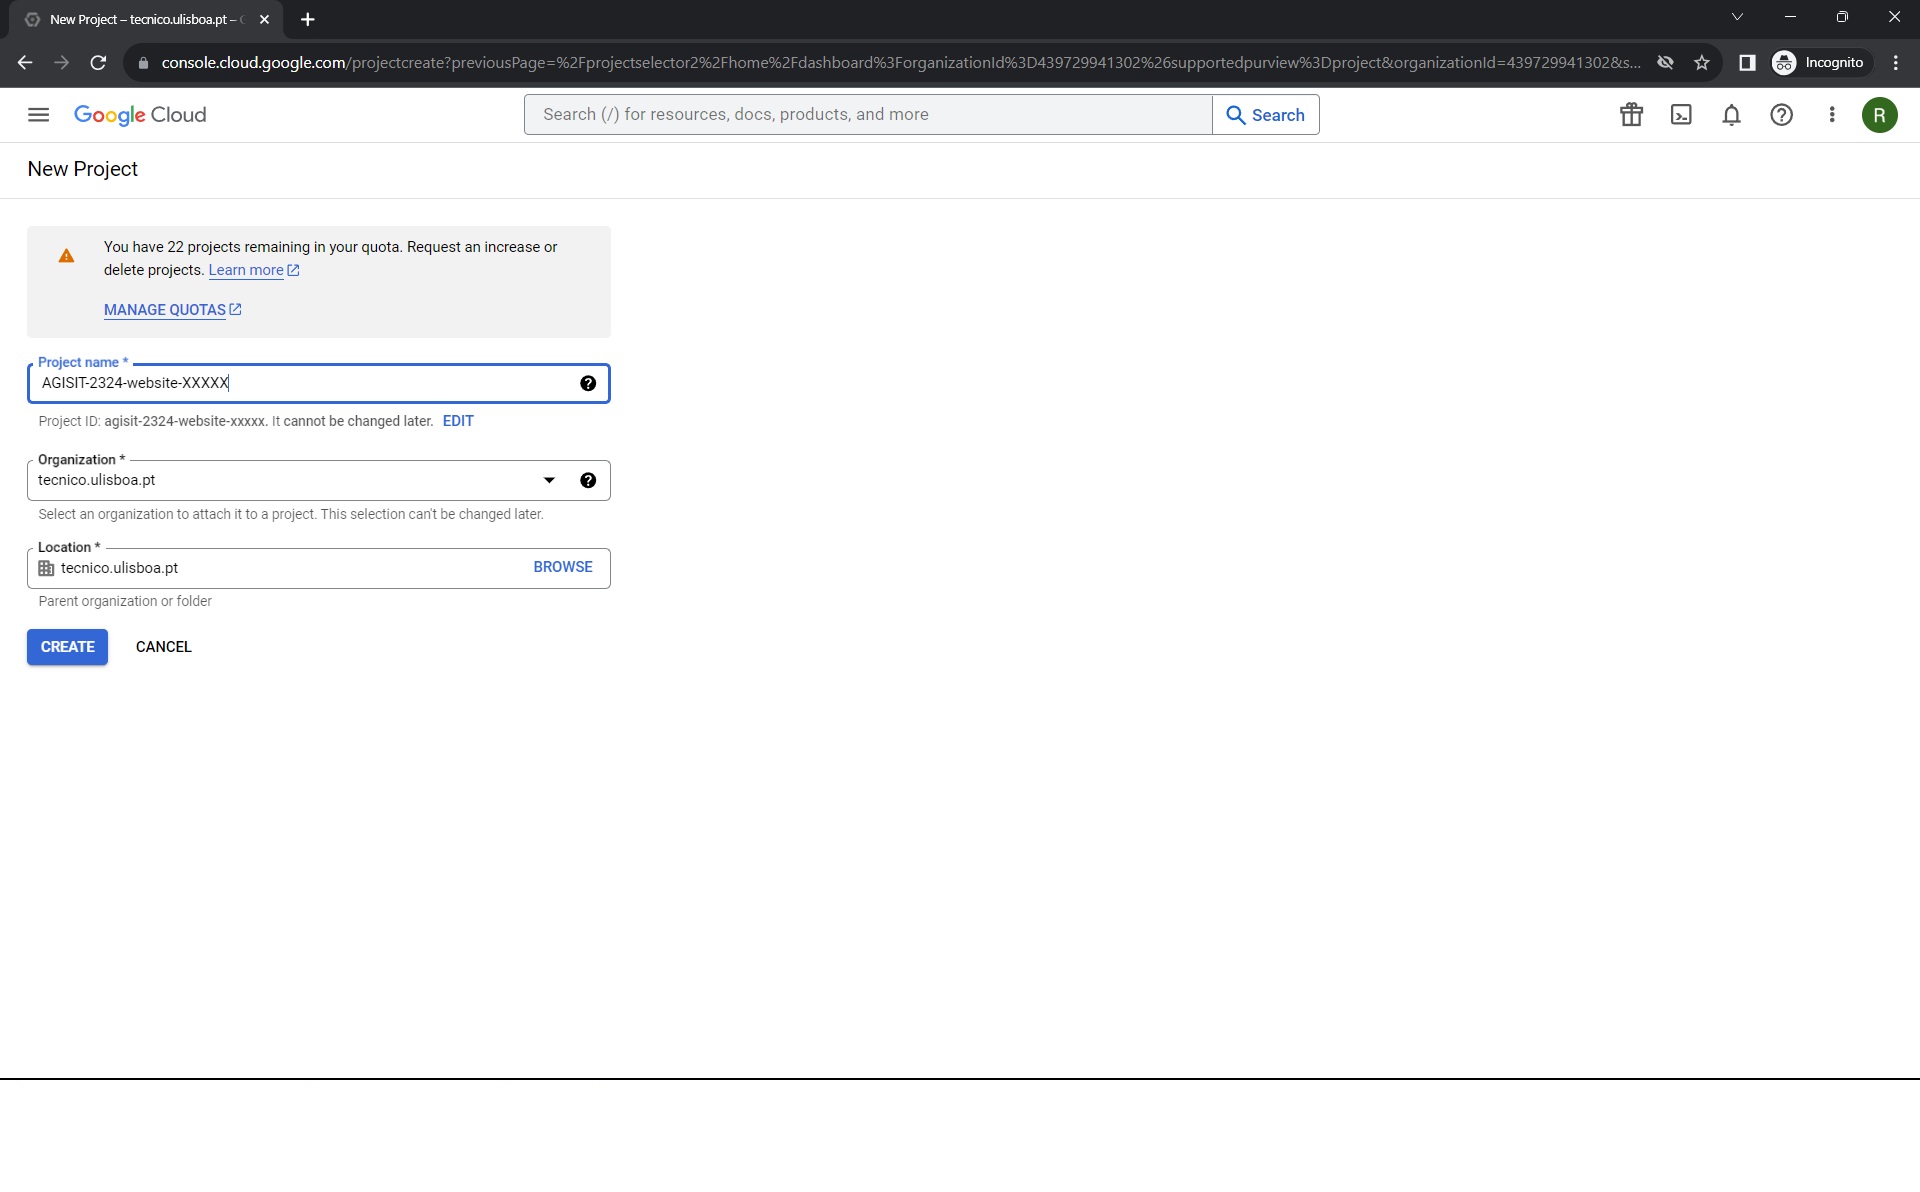 New Project – tecnico.ulisboa.pt –
console.cloud.google.com/projectcreate?previousPage=%2Fprojectselector2%2Fhome%2Fdashboard%3ForganizationId%3D439729941302%26supportedpurview%3Dproject&organizationId=439729941302&s...
Incognito
Google Cloud
Search (/) for resources, docs, products, and more
Search
R
New Project
You have 22 projects remaining in your quota. Request an increase or
delete projects. Learn more
MANAGE QUOTAS
Project name *
AGISIT-2324-website-XXXXX
Project ID: agisit-2324-website-xxxxx. It cannot be changed later. EDIT
Organization *
tecnico.ulisboa.pt
Select an organization to attach it to a project. This selection can't be changed later.
Location *
tecnico.ulisboa.pt
BROWSE
Parent organization or folder
CREATE
CANCEL